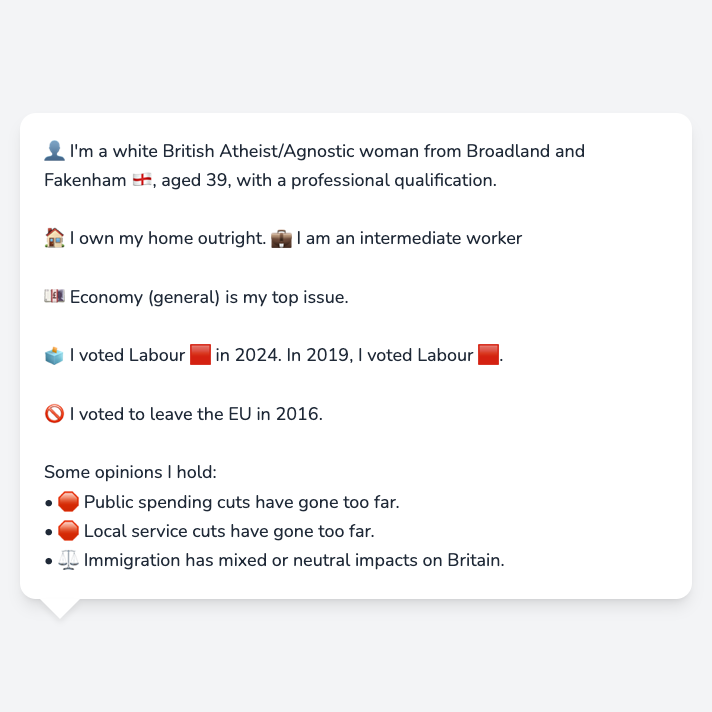 👤 I'm a white British Atheist/Agnostic woman from Broadland and
Fakenham 🏴󠁧󠁢󠁥󠁮󠁧󠁿, aged 39, with a professional qualification.
🏠 I own my home outright. 💼 I am an intermediate worker
💷 Economy (general) is my top issue.
🗳️ I voted Labour 🟥 in 2024. In 2019, I voted Labour 🟥.
🚫 I voted to leave the EU in 2016.
Some opinions I hold:
• 🛑 Public spending cuts have gone too far.
• 🛑 Local service cuts have gone too far.
• ⚖️ Immigration has mixed or neutral impacts on Britain.